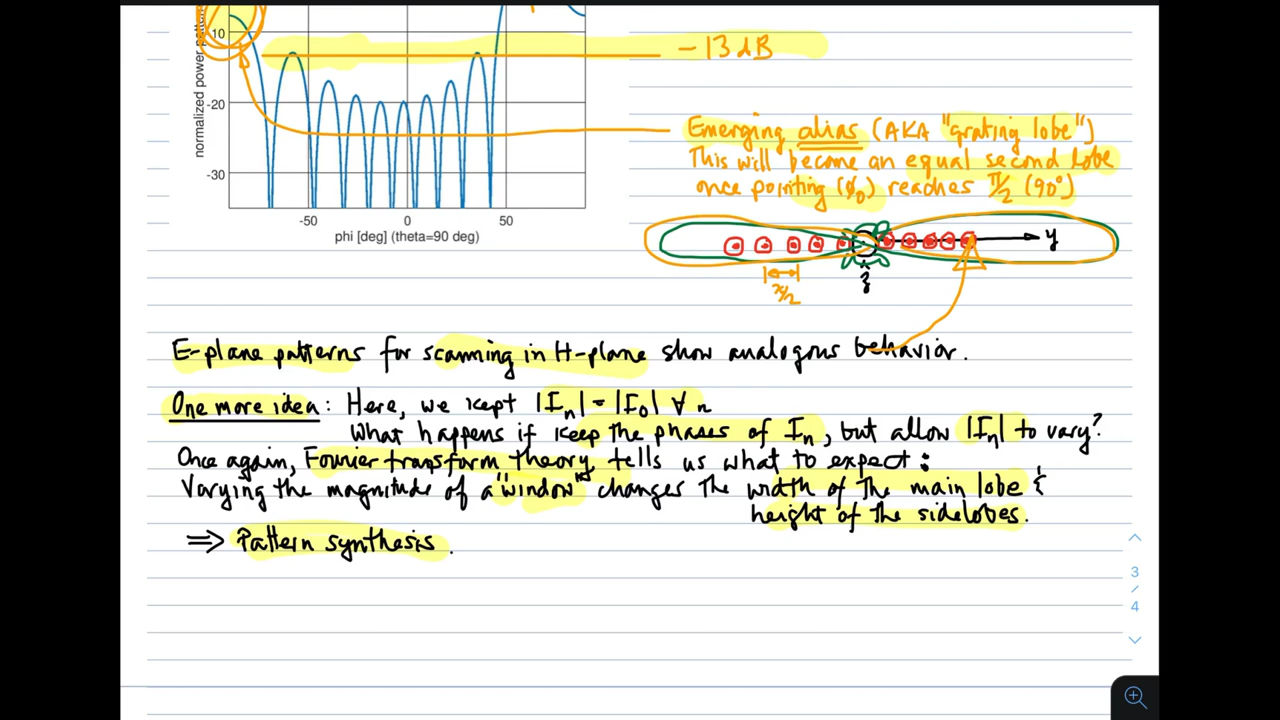 normalized power pattern
-10
-20
-30
-50
0
50
phi [deg] (theta=90 deg)
-13 dB
Emerging alias (AKA "grating lobe")
This will become an equal second lobe
once pointing (ϕ₀) reaches π/2 (90°)
y
z
λ/2
E-plane patterns for scanning in H-plane show analogous behavior.
One more idea: Here, we kept |Iₙ| = |I₀| ∀ n
What happens if keep the phases of Iₙ, but allow |Iₙ| to vary?
Once again, Fourier transform theory tells us what to expect:
Varying the magnitude of a "window" changes the width of the main lobe &
height of the sidelobes.
⇒ Pattern synthesis.
3
/
4